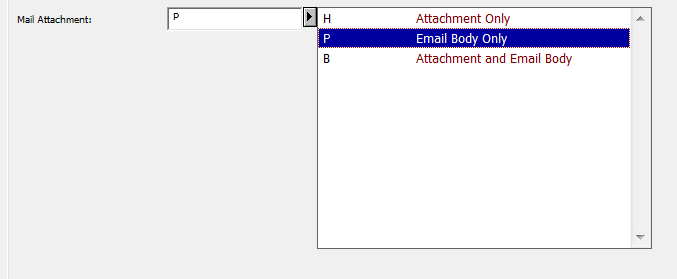 Mail Attachment: P H Attachment Only
P Email Body Only
B Attachment and Email Body